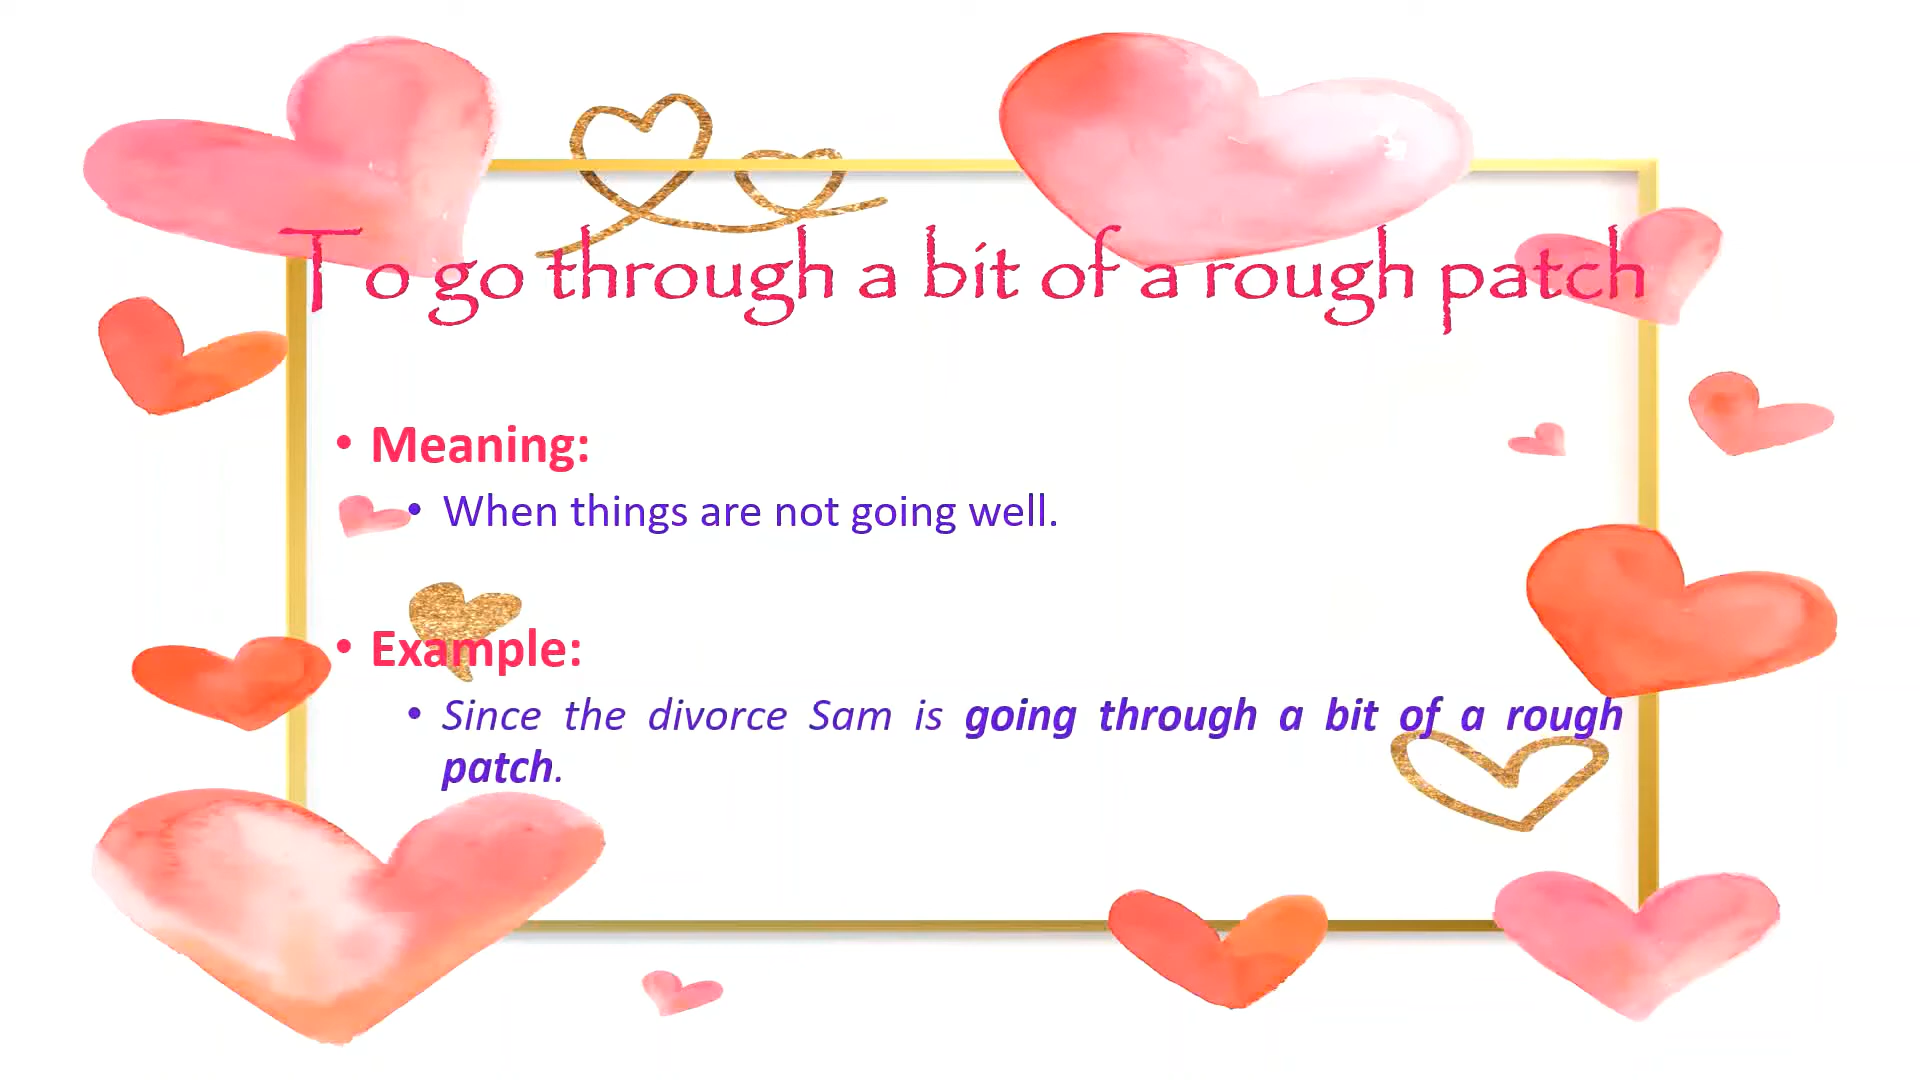 To go through a bit of a rough patch
• Meaning:
• When things are not going well.
• Example:
• Since the divorce Sam is going through a bit of a rough
patch.